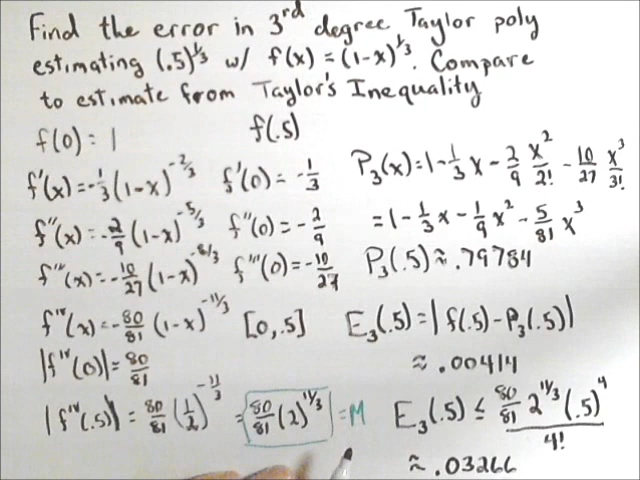 Find the error in 3rd degree Taylor poly
estimating (.5)^⅓ w/ f(x) = (1-x)^⅓. Compare
to estimate from Taylor's Inequality
f(0) = 1
f(.5)
f'(x) = -1/3 (1-x)^(-2/3)
f'(0) = -1/3
f''(x) = -2/9 (1-x)^(-5/3)
f''(0) = -2/9
f'''(x) = -10/27 (1-x)^(-8/3)
f'''(0) = -10/27
f^IV(x) = -80/81 (1-x)^(-11/3)
[0, .5]
|f^IV(0)| = 80/81
|f^IV(.5)| = 80/81 (1/2)^(-11/3) = 80/81 (2)^(11/3) = M
P₃(x) = 1 - 1/3 x - 2/9 x²/2! - 10/27 x³/3!
= 1 - 1/3 x - 1/9 x² - 5/81 x³
P₃(.5) ≈ .79784
E₃(.5) = |f(.5) - P₃(.5)|
≈ .00414
E₃(.5) ≤ 80/81 2^(11/3) (.5)⁴ / 4!
≈ .03266